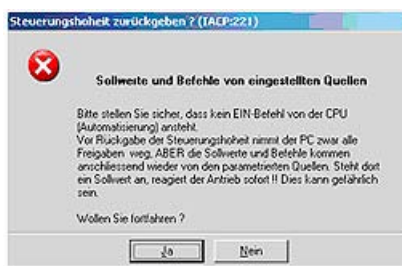 Steuerungshoheit zurückgeben ? (TACP:221)
Sollwerte und Befehle von eingestellten Quellen
Bitte stellen Sie sicher, dass kein EIN-Befehl von der CPU
(Automatisierung) ansteht.
Vor Rückgabe der Steuerungshoheit nimmt der PC zwar alle
Freigaben weg, ABER die Sollwerte und Befehle kommen
anschliessend wieder von den parametrierten Quellen. Steht dort
ein Sollwert an, reagiert der Antrieb sofort !! Dies kann gefährlich
sein.
Wollen Sie fortfahren ?
Ja
Nein